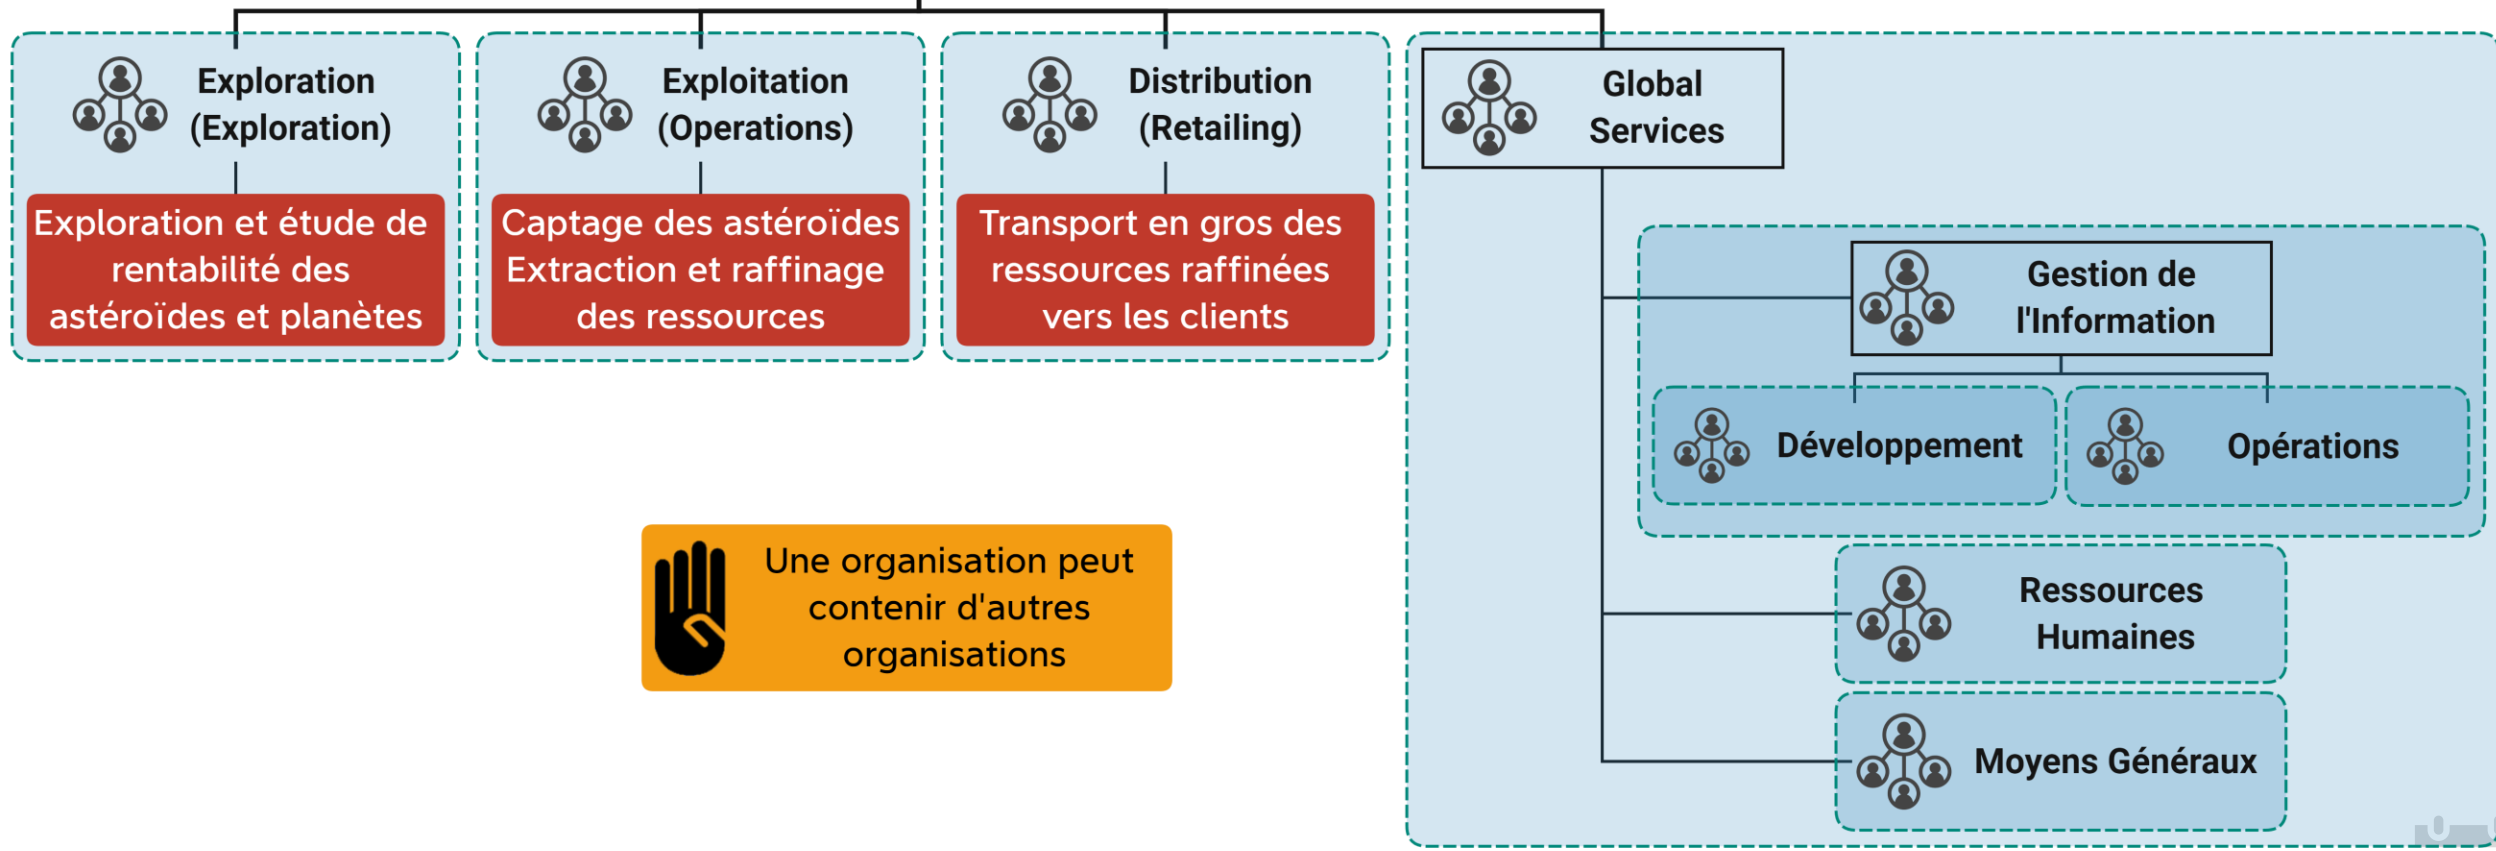 Exploration
(Exploration)
Exploration et étude de
rentabilité des
astéroïdes et planètes
Exploitation
(Operations)
Captage des astéroïdes
Extraction et raffinage
des ressources
Distribution
(Retailing)
Transport en gros des
ressources raffinées
vers les clients
Global
Services
Gestion de
l'Information
Développement
Opérations
Ressources
Humaines
Moyens Généraux
Une organisation peut
contenir d'autres
organisations